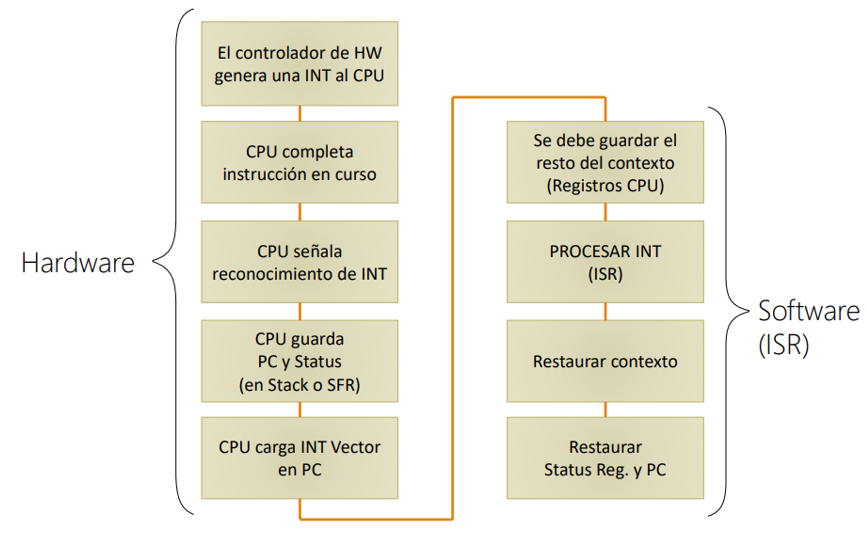 Hardware
El controlador de HW
genera una INT al CPU
CPU completa
instrucción en curso
CPU señala
reconocimiento de INT
CPU guarda
PC y Status
(en Stack o SFR)
CPU carga INT Vector
en PC
Se debe guardar el
resto del contexto
(Registros CPU)
PROCESAR INT
(ISR)
Restaurar contexto
Restaurar
Status Reg. y PC
Software
(ISR)